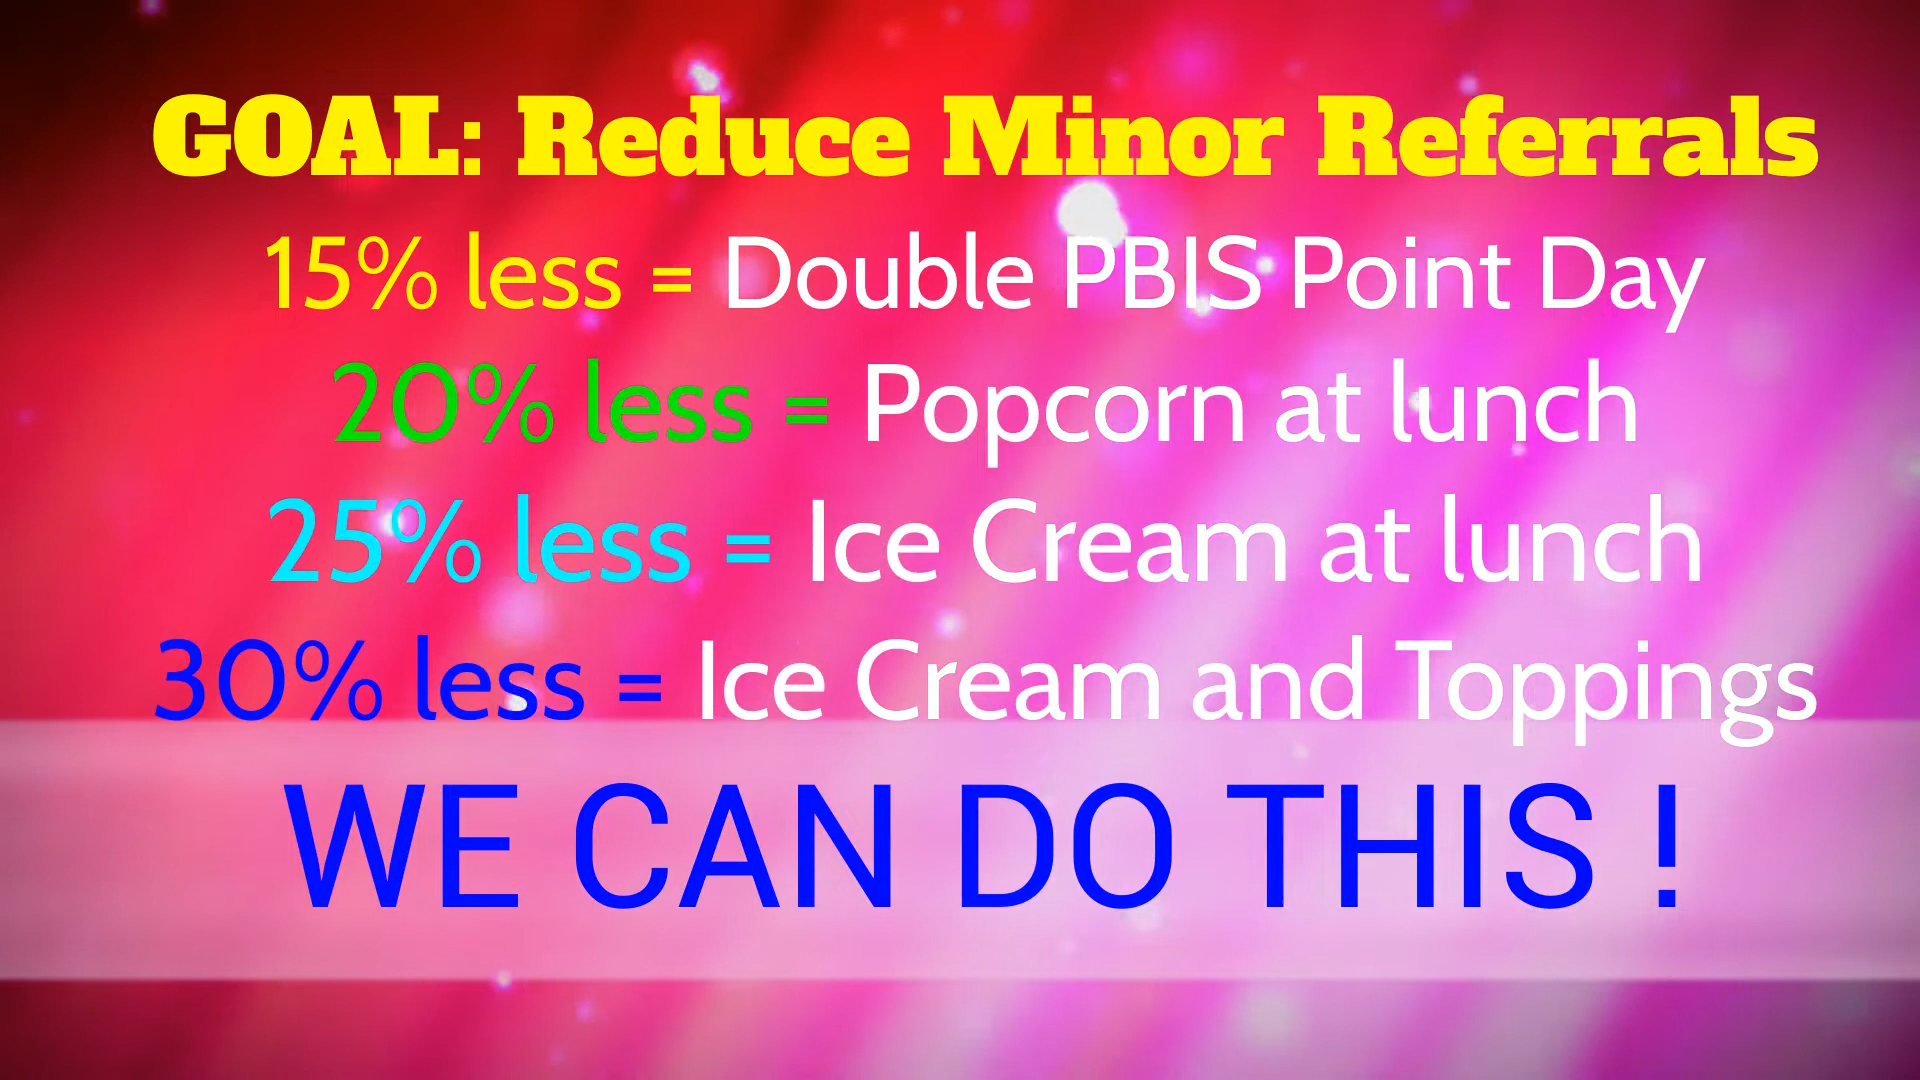 GOAL: Reduce Minor Referrals
15% less = Double PBIS Point Day
20% less = Popcorn at lunch
25% less = Ice Cream at lunch
30% less = Ice Cream and Toppings
WE CAN DO THIS !